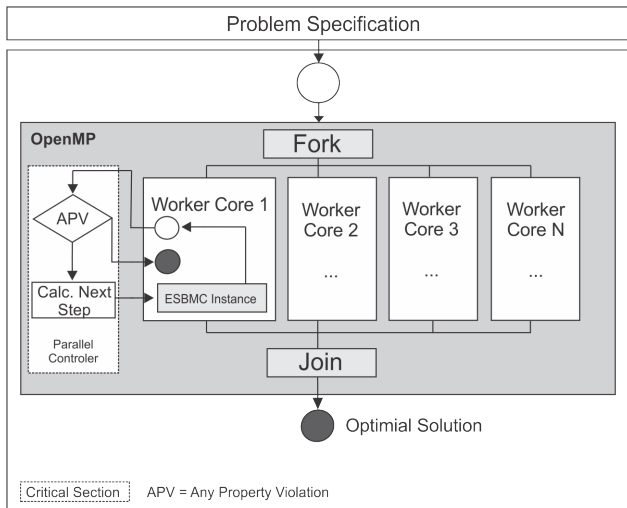 Problem Specification
OpenMP
Fork
APV
Calc. Next
Step
Parallel
Controler
Worker Core 1
ESBMC Instance
Worker
Core 2
...
Worker
Core 3
...
Worker
Core N
...
Join
Optimial Solution
Critical Section
APV = Any Property Violation